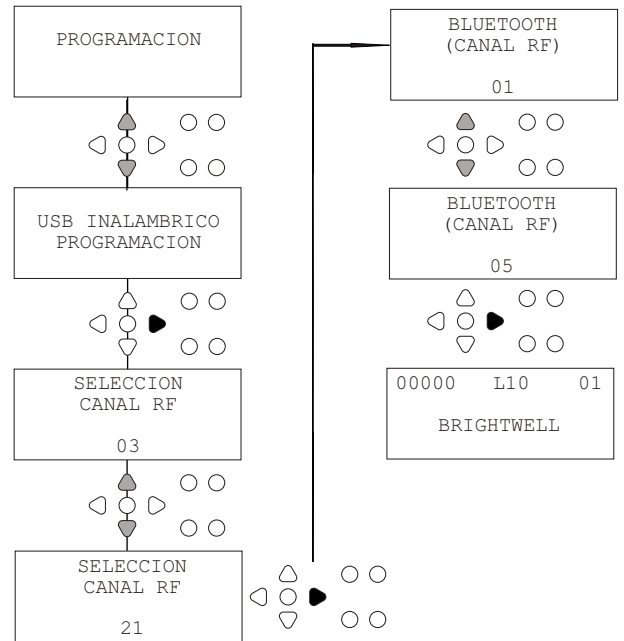 PROGRAMACION
USB INALAMBRICO
PROGRAMACION
SELECCION
CANAL RF
03
SELECCION
CANAL RF
21
BLUETOOTH
(CANAL RF)
01
BLUETOOTH
(CANAL RF)
05
00000 L10 01
BRIGHTWELL